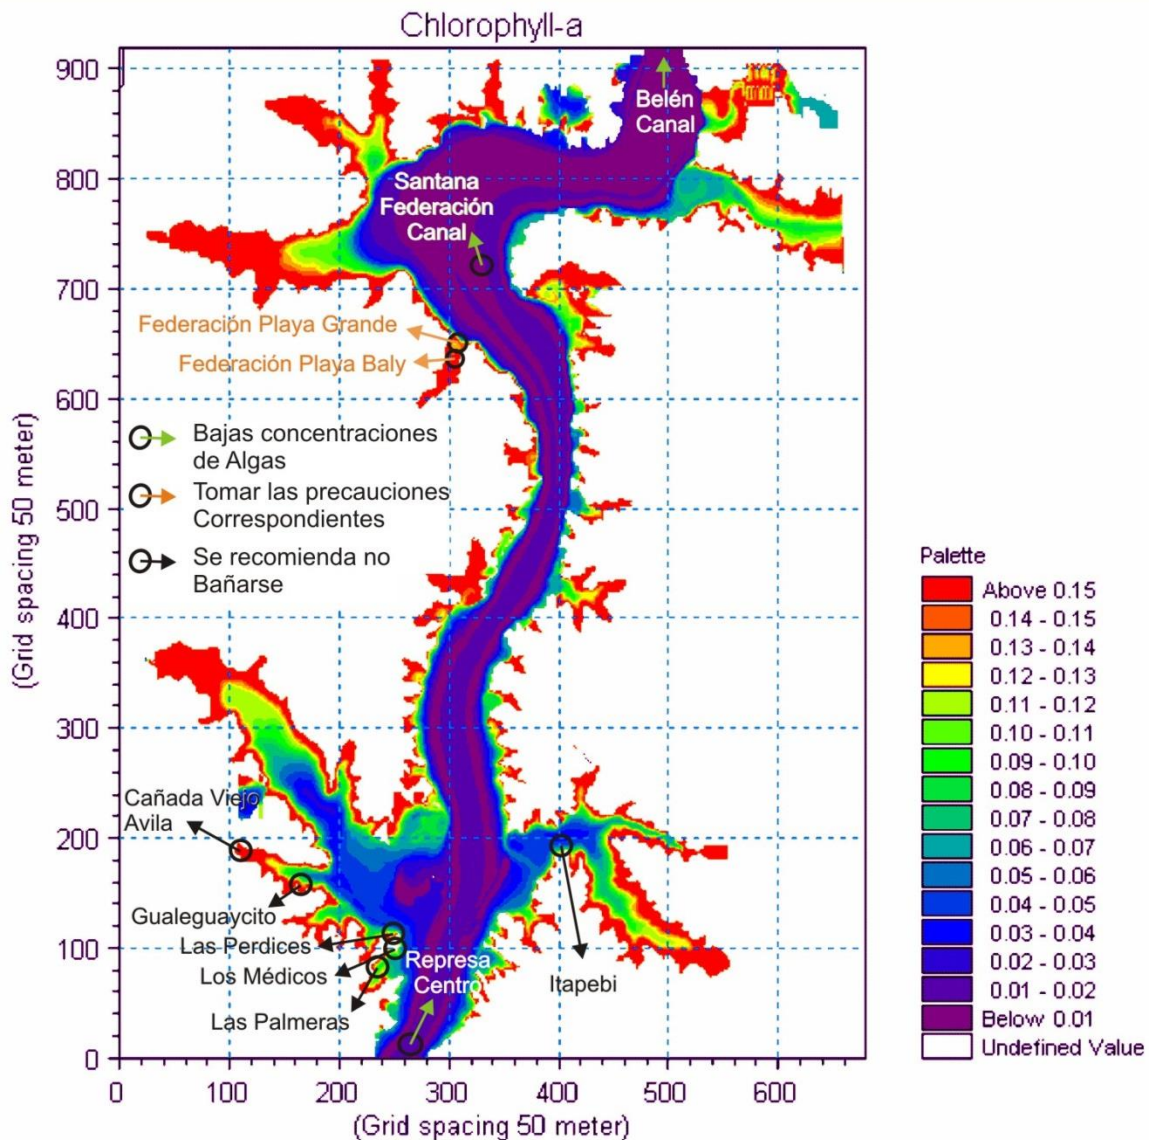 Chlorophyll-a
900
800
700
600
500
400
300
200
100
0
(Grid spacing 50 meter)
Belén
Canal
Santana
Federación
Canal
Federación Playa Grande
Federación Playa Baly
Bajas concentraciones
de Algas
Tomar las precauciones
Correspondientes
Se recomienda no
Bañarse
Cañada Viejo
Avila
Gualeguaycito
Las Perdices
Los Médicos
Las Palmeras
Represa
Centro
Itapebi
0 100 200 300 400 500 600
(Grid spacing 50 meter)
Palette
Above 0.15
0.14 - 0.15
0.13 - 0.14
0.12 - 0.13
0.11 - 0.12
0.10 - 0.11
0.09 - 0.10
0.08 - 0.09
0.07 - 0.08
0.06 - 0.07
0.05 - 0.06
0.04 - 0.05
0.03 - 0.04
0.02 - 0.03
0.01 - 0.02
Below 0.01
Undefined Value